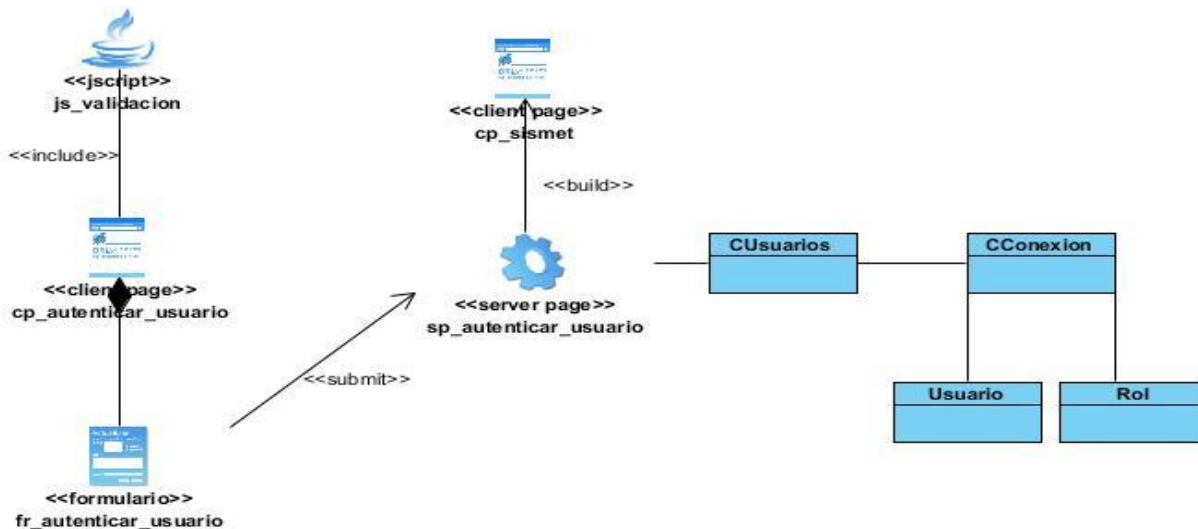 <<jscript>>
js_validacion
<<include>>
<<client page>>
cp_autenticar_usuario
<<formulario>>
fr_autenticar_usuario
<<submit>>
<<client page>>
cp_sismet
<<build>>
<<server page>>
sp_autenticar_usuario
CUsuarios
CConexion
Usuario
Rol